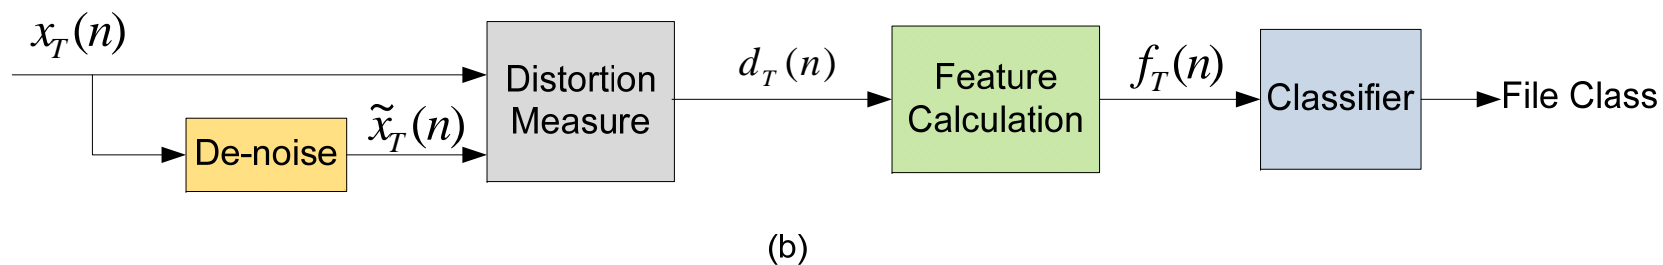 x_T(n)
De-noise
x̃_T(n)
Distortion
Measure
d_T(n)
Feature
Calculation
f_T(n)
Classifier
File Class
(b)